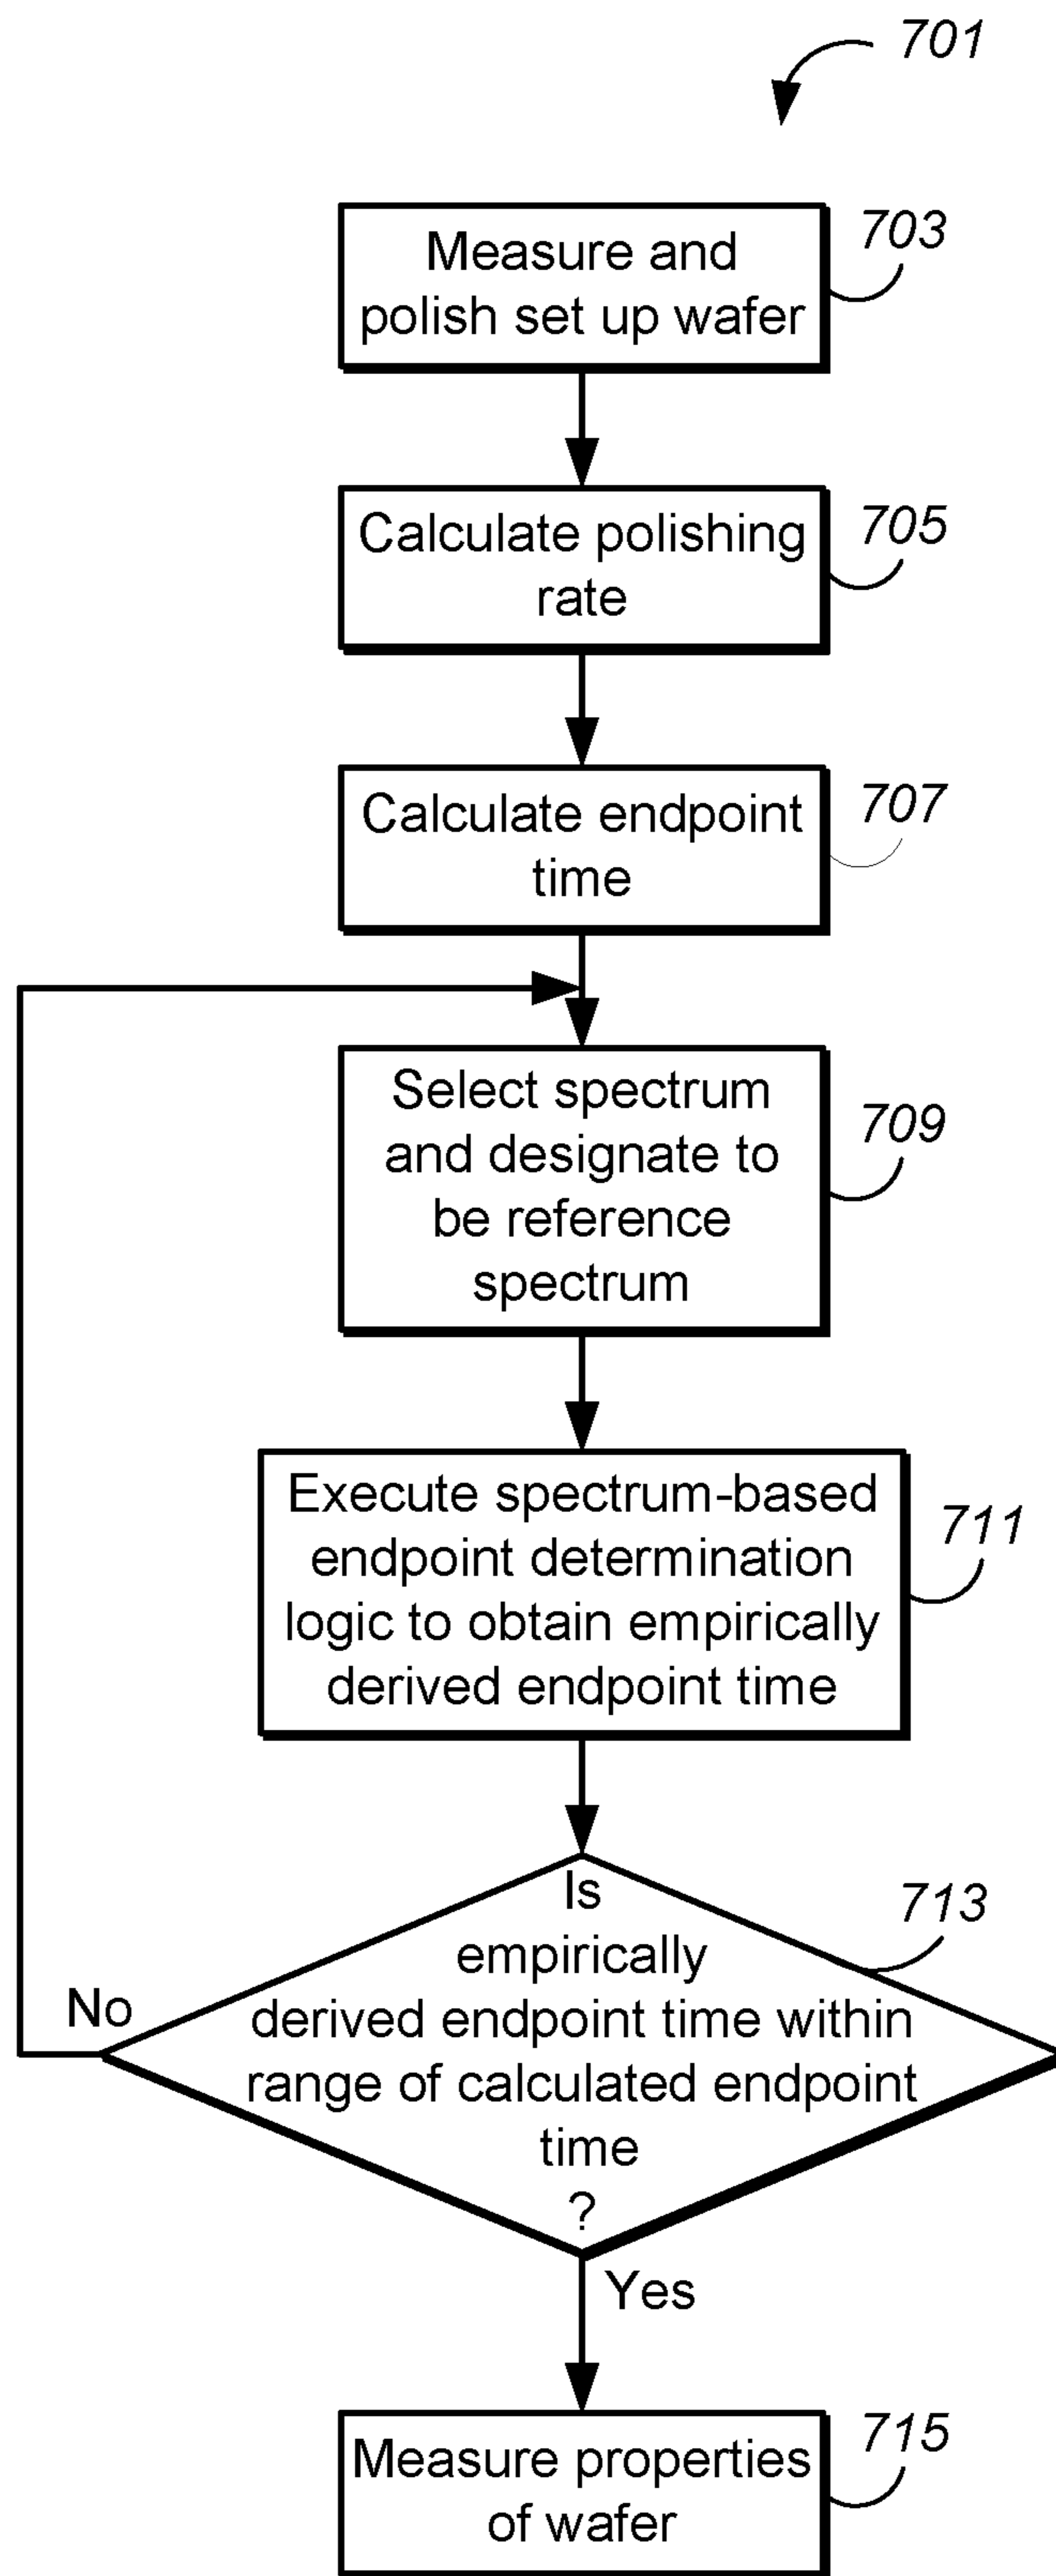 701
Measure and
polish set up wafer
703
Calculate polishing
rate
705
Calculate endpoint
time
707
Select spectrum
and designate to
be reference
spectrum
709
Execute spectrum-based
endpoint determination
logic to obtain empirically
derived endpoint time
711
Is
empirically
derived endpoint time within
range of calculated endpoint
time
?
713
No
Yes
Measure properties
of wafer
715